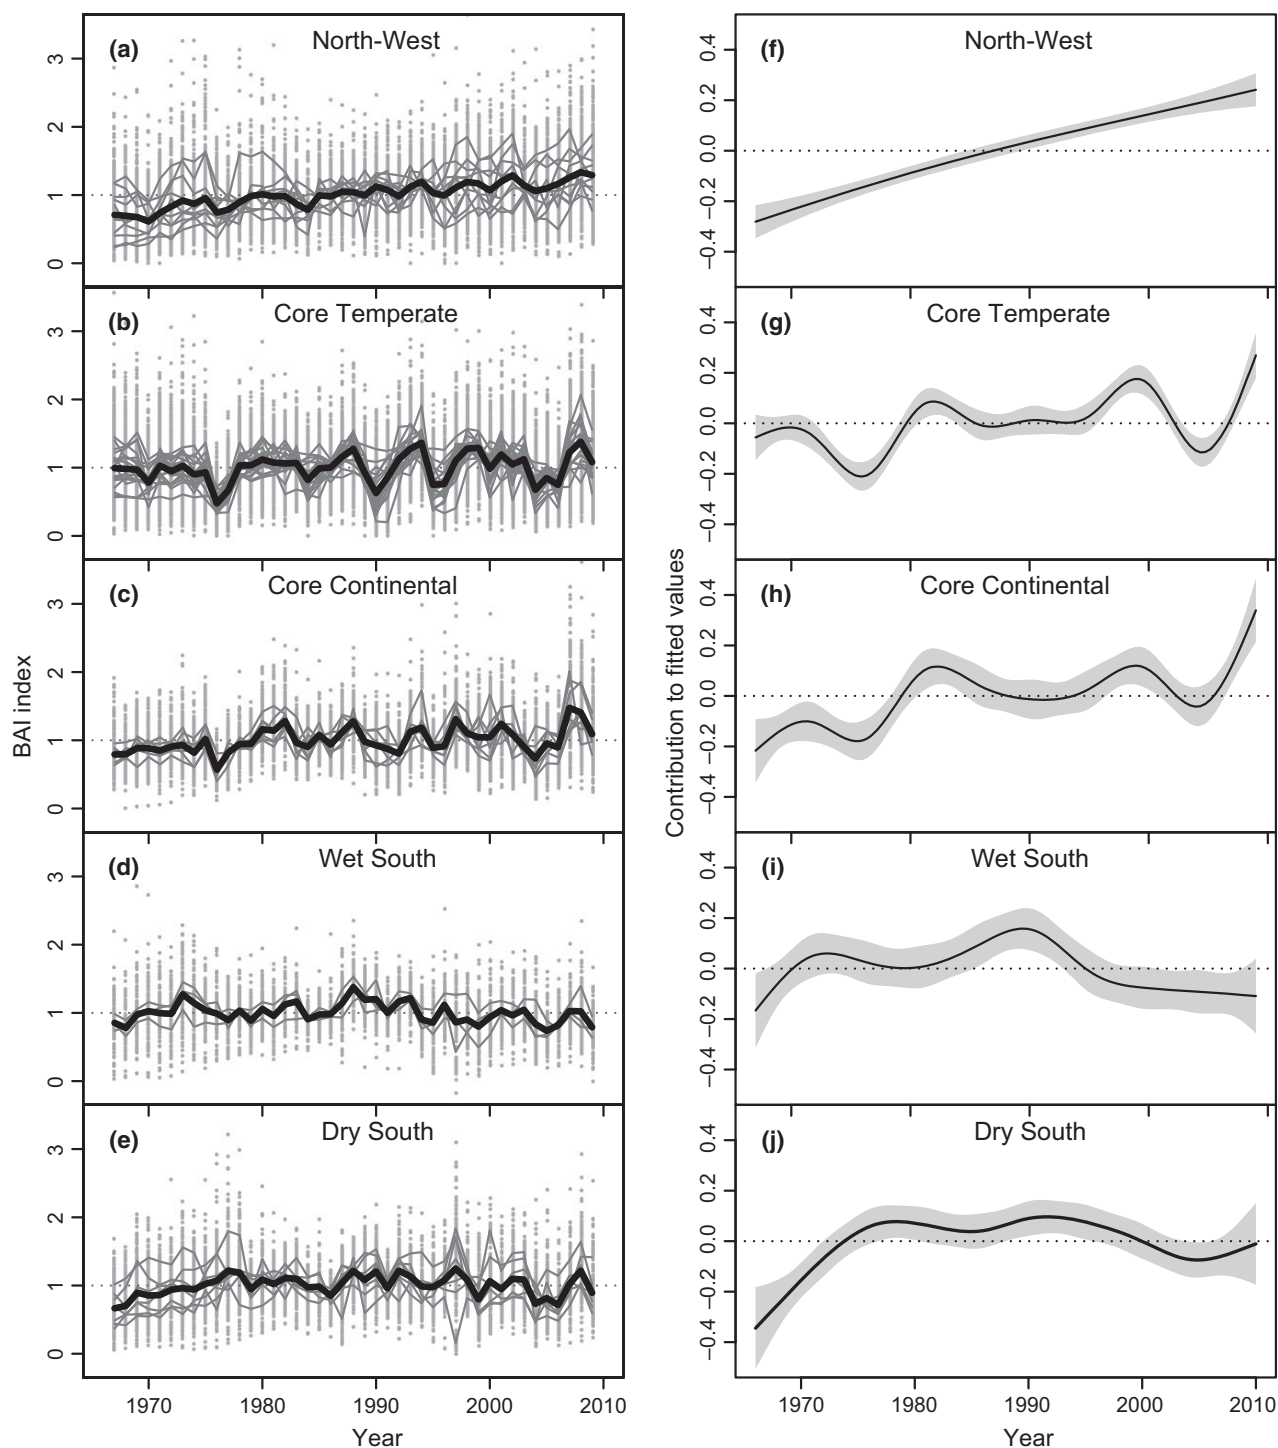 (a) North-West
3
2
1
0
(b) Core Temperate
3
2
1
0
(c) Core Continental
3
2
1
0
(d) Wet South
3
2
1
0
(e) Dry South
3
2
1
0
BAI index
1970 1980 1990 2000 2010
Year
(f) North-West
0.4
0.2
0.0
−0.2
−0.4
(g) Core Temperate
0.4
0.2
0.0
−0.2
−0.4
(h) Core Continental
0.4
0.2
0.0
−0.2
−0.4
(i) Wet South
0.4
0.2
0.0
−0.2
−0.4
(j) Dry South
0.4
0.2
0.0
−0.2
−0.4
Contribution to fitted values
1970 1980 1990 2000 2010
Year